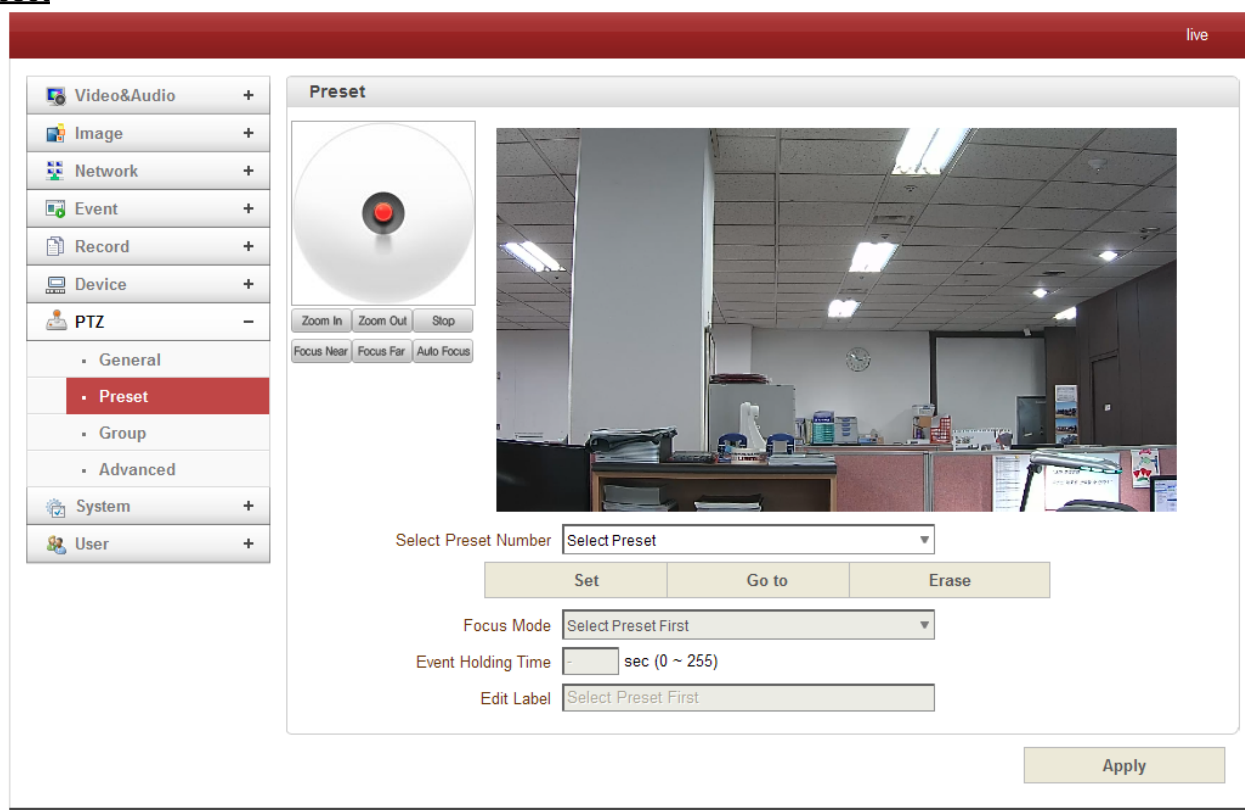 live
Video&Audio +
Image +
Network +
Event +
Record +
Device +
PTZ −
General
Preset
Group
Advanced
System +
User +
Preset
Zoom In Zoom Out Stop
Focus Near Focus Far Auto Focus
Select Preset Number Select Preset
Set Go to Erase
Focus Mode Select Preset First
Event Holding Time - sec (0 ~ 255)
Edit Label Select Preset First
Apply